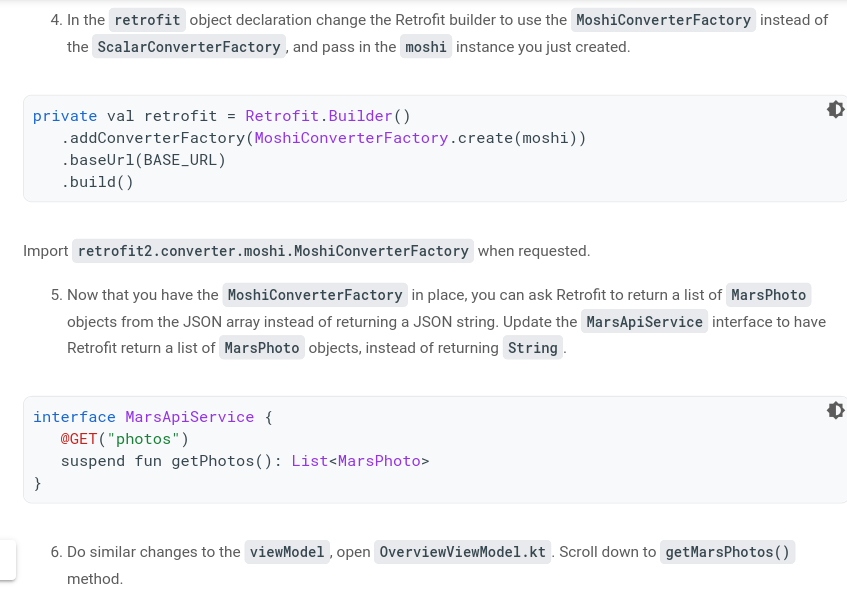 4. In the retrofit object declaration change the Retrofit builder to use the MoshiConverterFactory instead of
the ScalarConverterFactory, and pass in the moshi instance you just created.
private val retrofit = Retrofit.Builder()
   .addConverterFactory(MoshiConverterFactory.create(moshi))
   .baseUrl(BASE_URL)
   .build()
Import retrofit2.converter.moshi.MoshiConverterFactory when requested.
5. Now that you have the MoshiConverterFactory in place, you can ask Retrofit to return a list of MarsPhoto
objects from the JSON array instead of returning a JSON string. Update the MarsApiService interface to have
Retrofit return a list of MarsPhoto objects, instead of returning String.
interface MarsApiService {
   @GET("photos")
   suspend fun getPhotos(): List<MarsPhoto>
}
6. Do similar changes to the viewModel, open OverviewViewModel.kt. Scroll down to getMarsPhotos()
method.